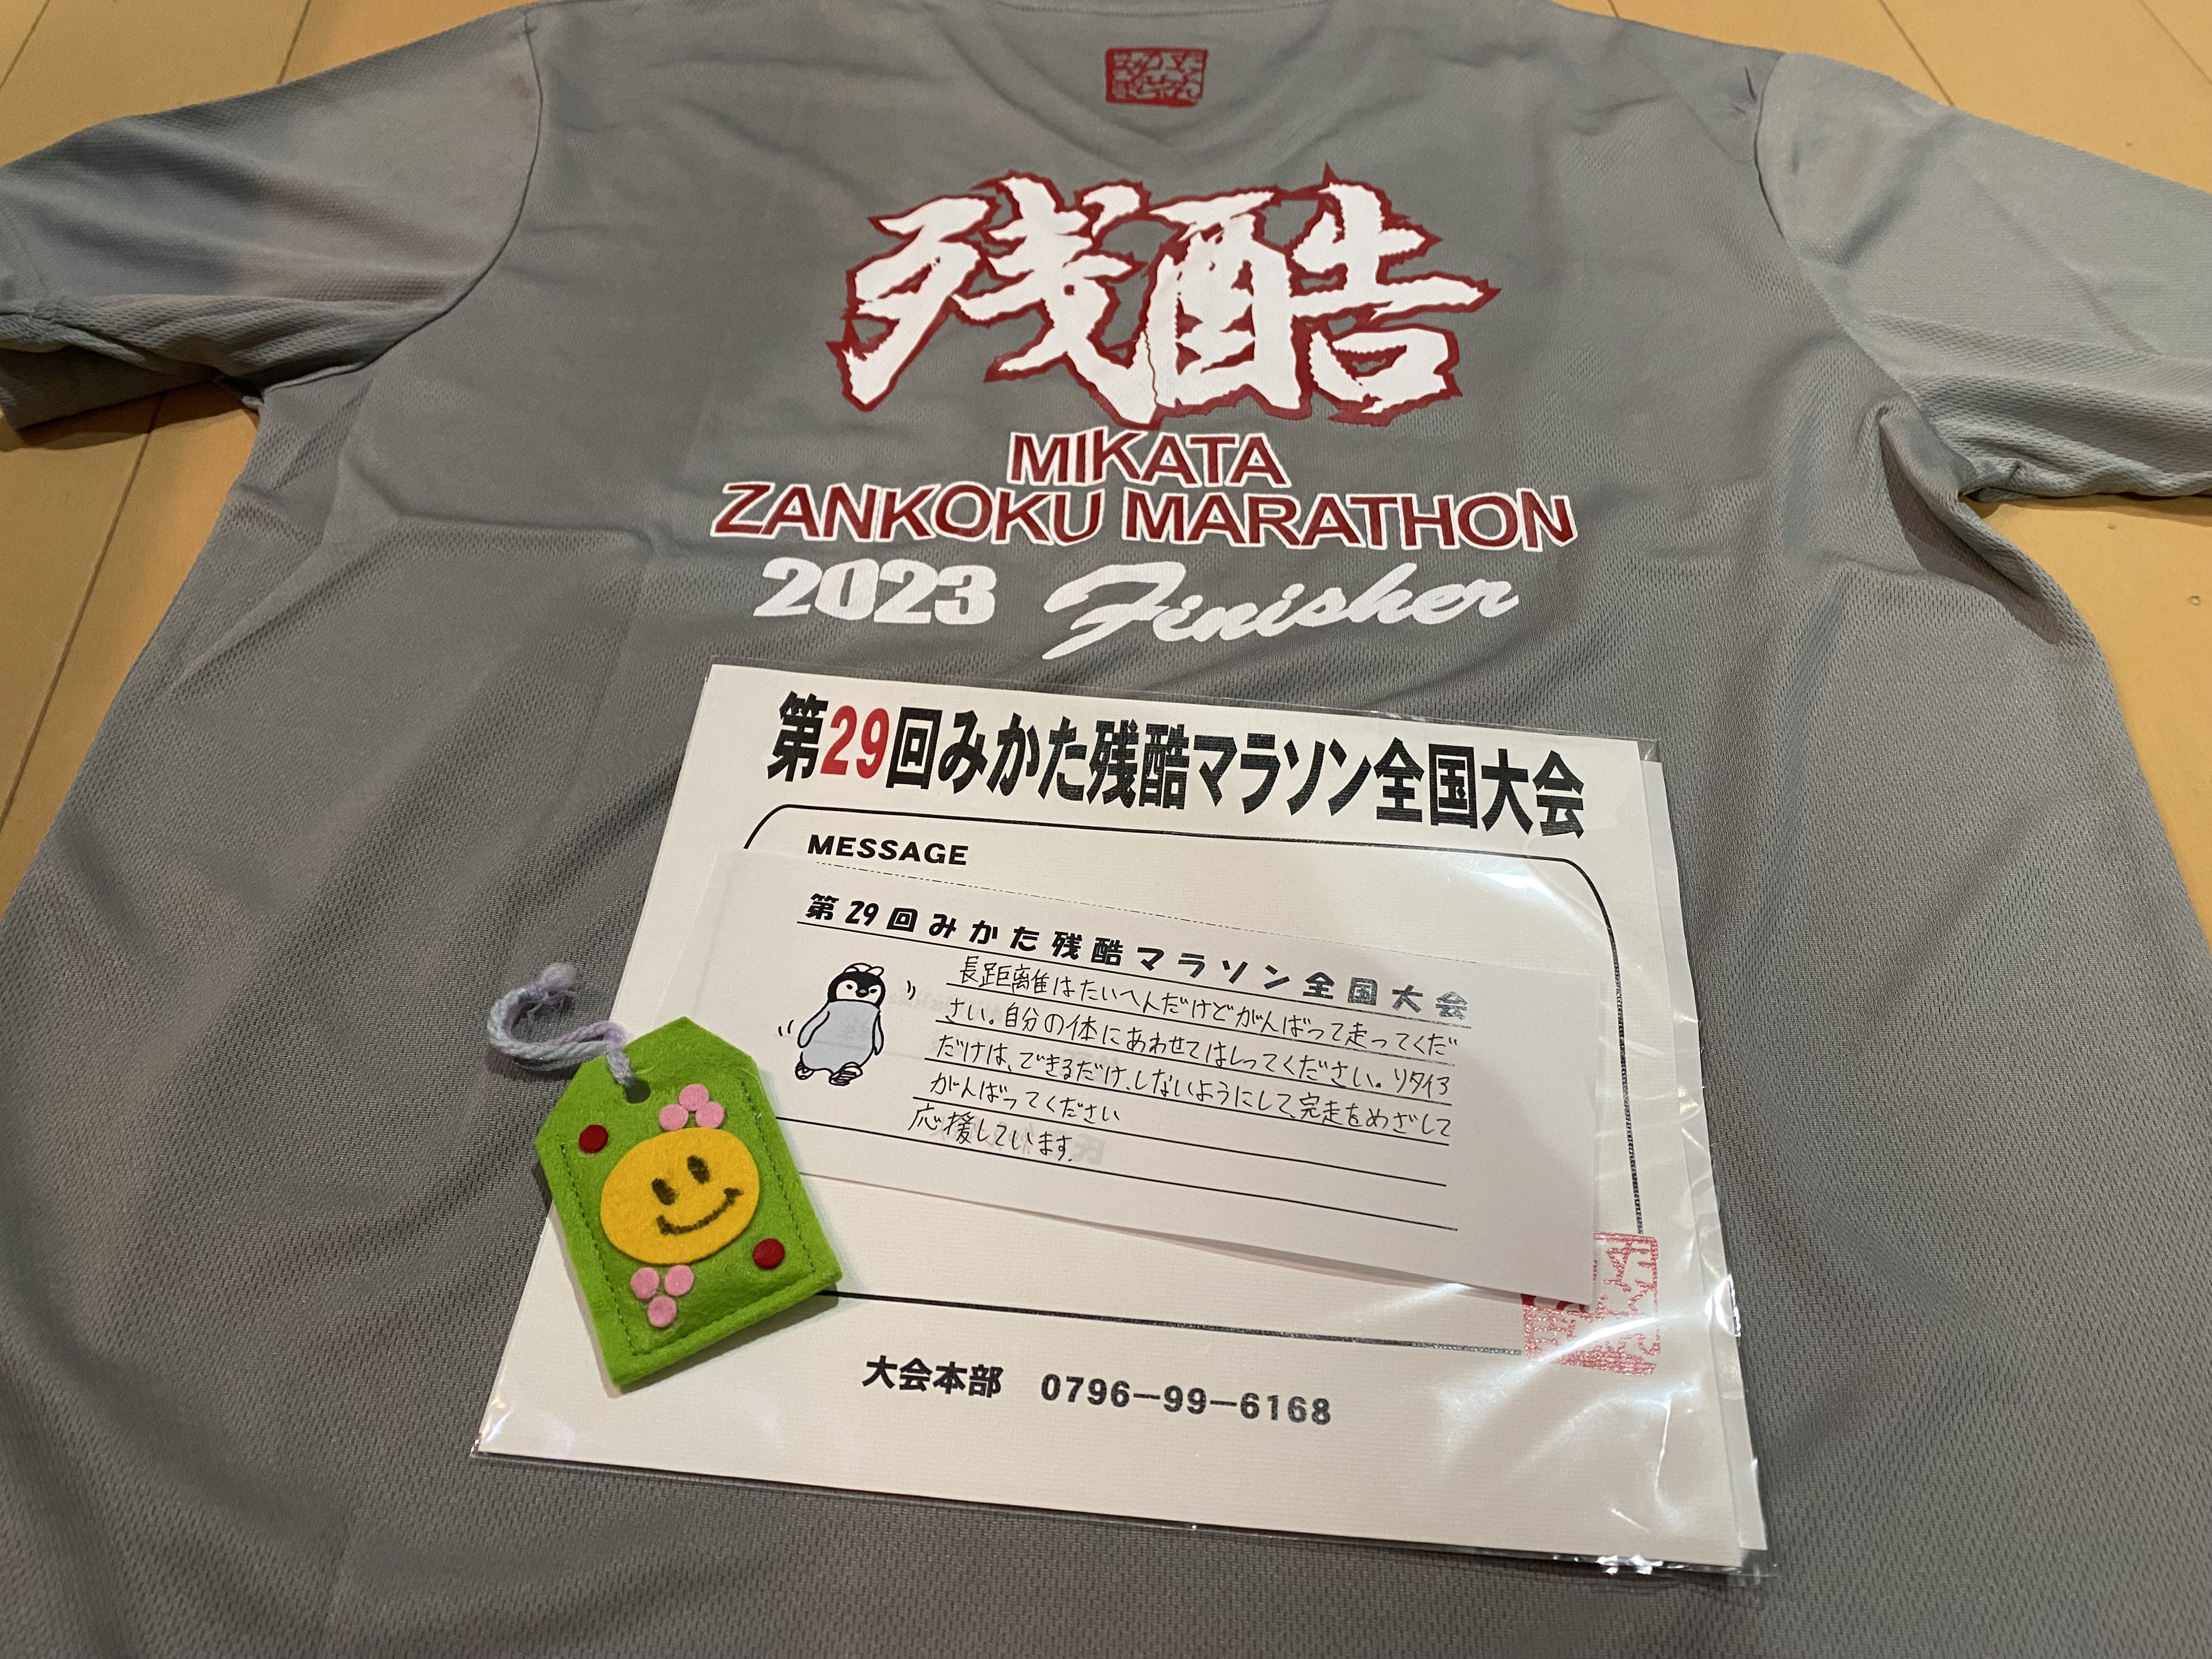 残酷
MIKATA
ZANKOKU MARATHON
2023 Finisher
第29回みかた残酷マラソン全国大会
MESSAGE
第29回みかた残酷マラソン全国大会
長距離はたいへんだけどがんばって走ってくだ
さい。自分の体にあわせてはしってください。リタイヤ
だけは、できるだけ、しないようにして、完走をめざして
がんばってください
応援しています。
大会本部 0796-99-6168